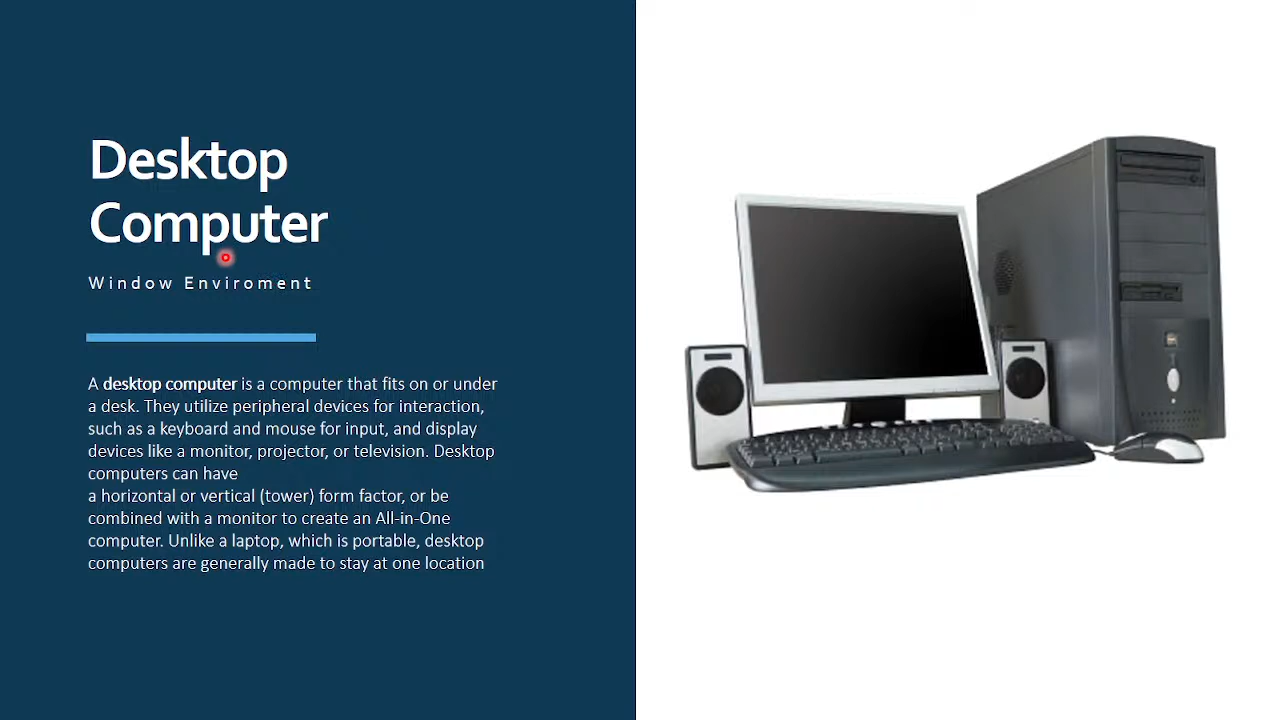 Desktop
Computer
Window Enviroment
A desktop computer is a computer that fits on or under
a desk. They utilize peripheral devices for interaction,
such as a keyboard and mouse for input, and display
devices like a monitor, projector, or television. Desktop
computers can have
a horizontal or vertical (tower) form factor, or be
combined with a monitor to create an All-in-One
computer. Unlike a laptop, which is portable, desktop
computers are generally made to stay at one location